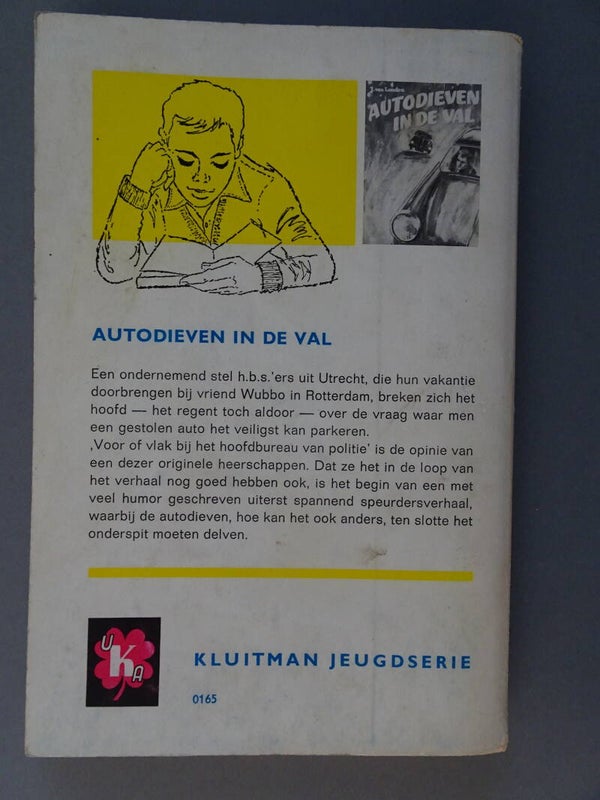 J. van Londen
AUTODIEVEN
IN DE VAL
AUTODIEVEN IN DE VAL
Een ondernemend stel h.b.s.'ers uit Utrecht, die hun vakantie
doorbrengen bij vriend Wubbo in Rotterdam, breken zich het
hoofd — het regent toch aldoor — over de vraag waar men
een gestolen auto het veiligst kan parkeren.
‚Voor of vlak bij het hoofdbureau van politie' is de opinie van
een dezer originele heerschappen. Dat ze het in de loop van
het verhaal nog goed hebben ook, is het begin van een met
veel humor geschreven uiterst spannend speurdersverhaal,
waarbij de autodieven, hoe kan het ook anders, ten slotte het
onderspit moeten delven.
U K A
KLUITMAN JEUGDSERIE
0165